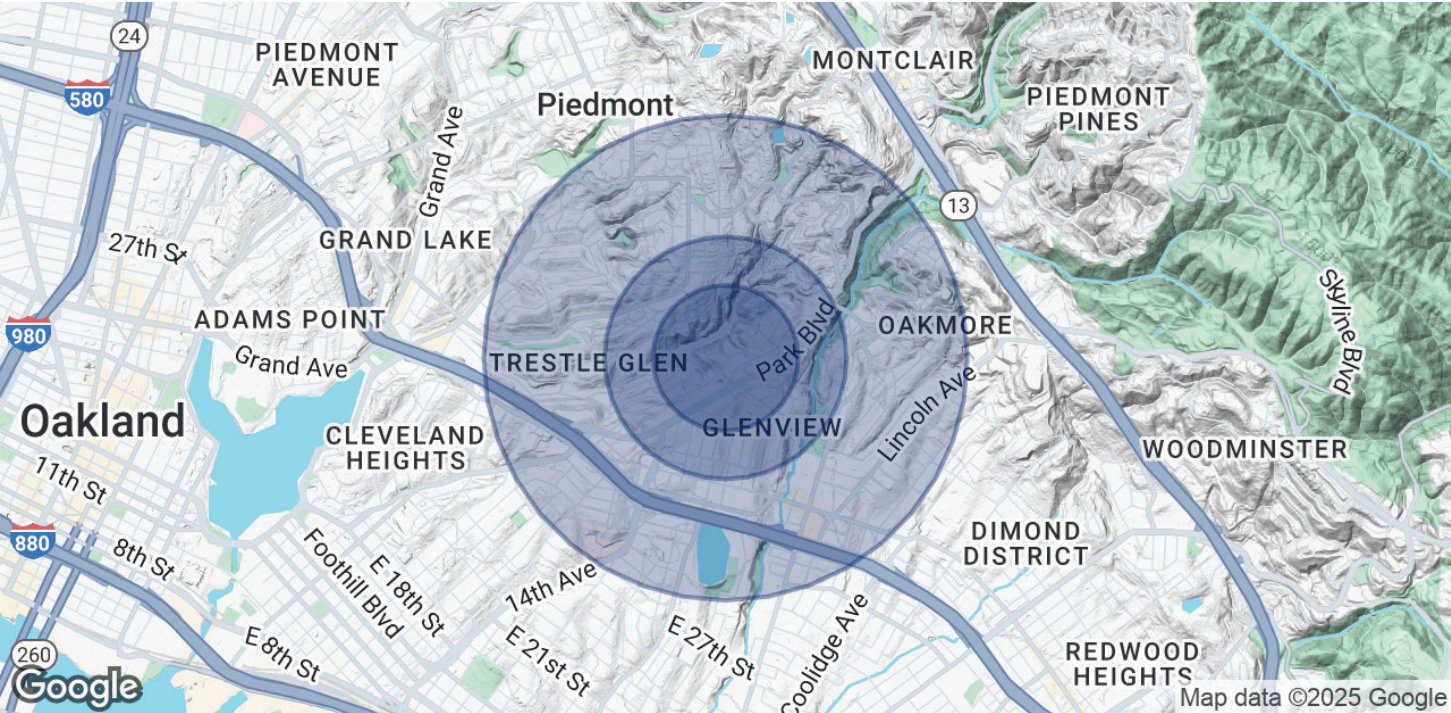 24
PIEDMONT
AVENUE
MONTCLAIR
580
Piedmont
PIEDMONT
PINES
Grand Ave
13
27th St
GRAND LAKE
ADAMS POINT
980
Grand Ave
TRESTLE GLEN
Park Blvd
OAKMORE
Skyline Blvd
Oakland
CLEVELAND
HEIGHTS
GLENVIEW
Lincoln Ave
WOODMINSTER
11th St
880
8th St
Foothill Blvd
E 18th St
14th Ave
DIMOND
DISTRICT
E 8th St
E 21st St
E 27th St
Coolidge Ave
REDWOOD
HEIGHTS
260
Google
Map data ©2025 Google